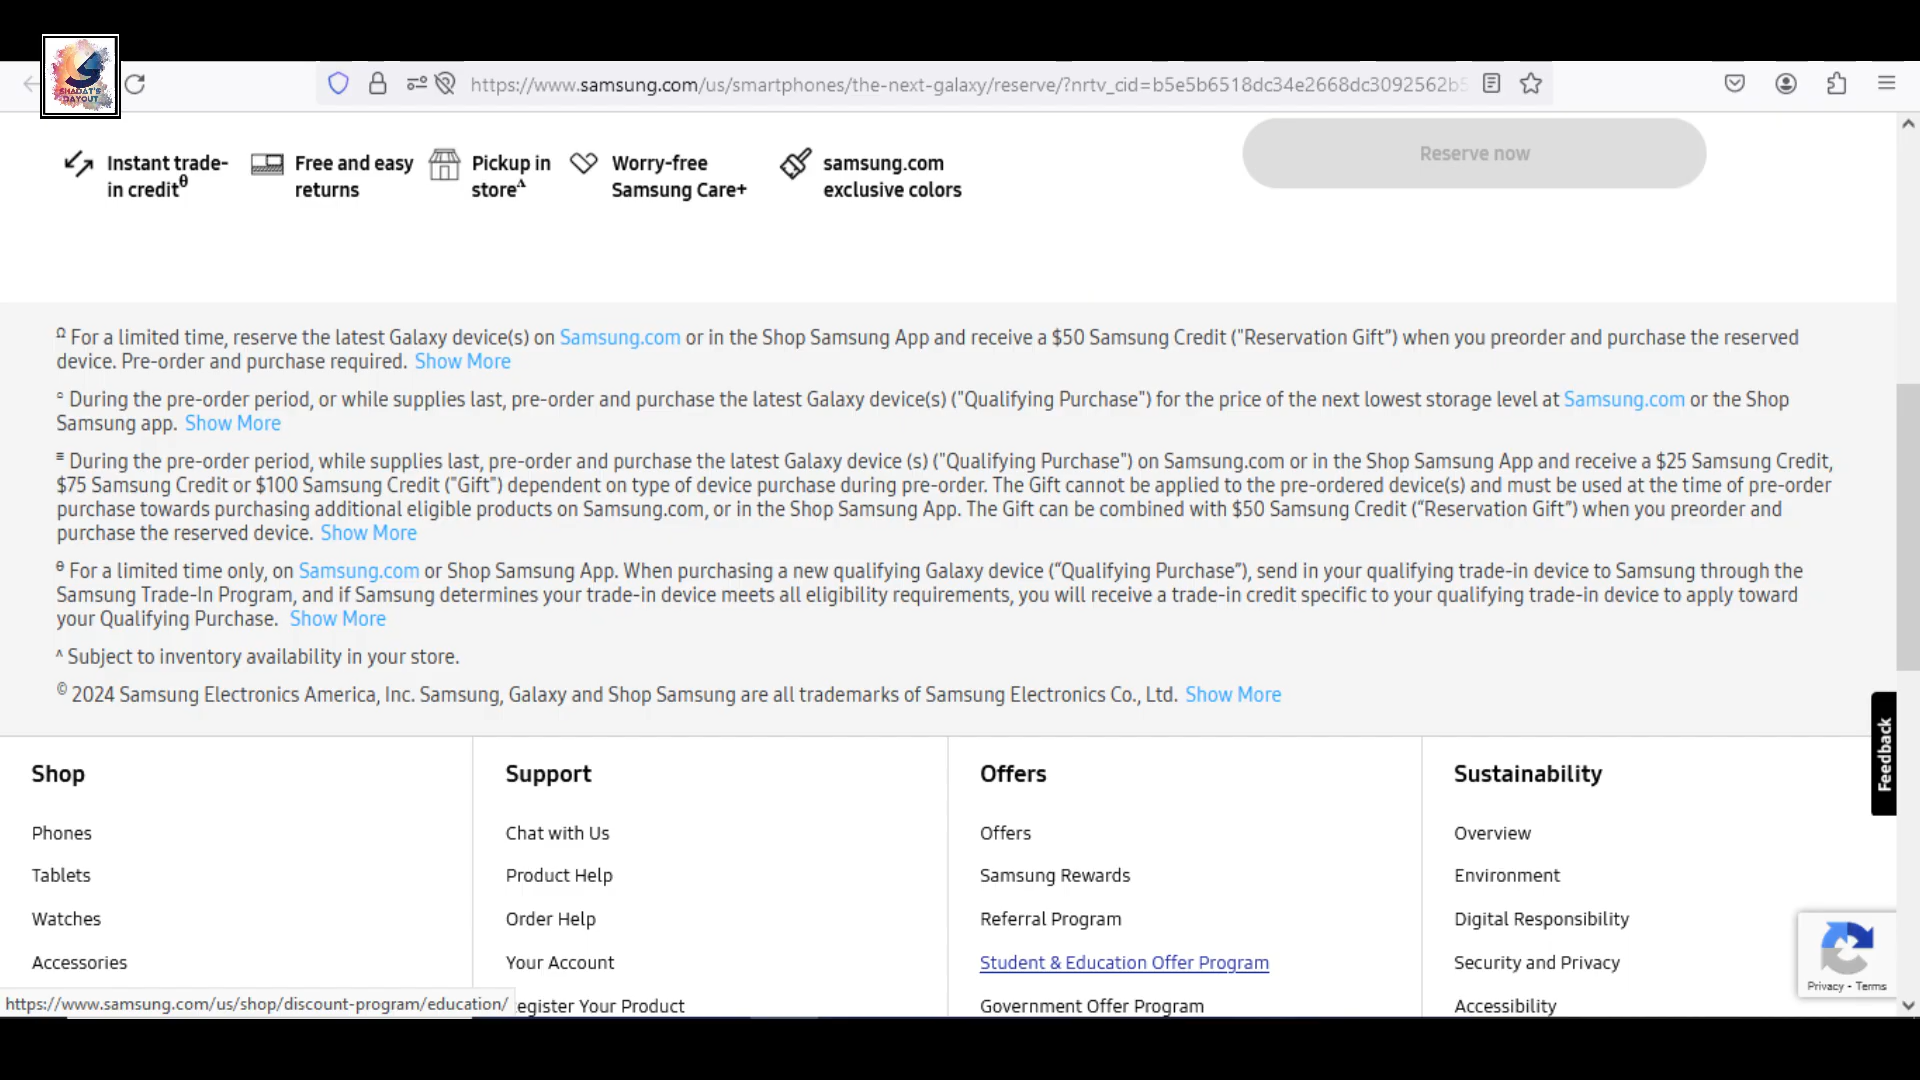 SHADAT'S
DAYOUT
https://www.samsung.com/us/smartphones/the-next-galaxy/reserve/?nrtv_cid=b5e5b6518dc34e2668dc3092562b5
Instant trade-
in creditθ
Free and easy
returns
Pickup in
store^
Worry-free
Samsung Care+
samsung.com
exclusive colors
Reserve now
Ω For a limited time, reserve the latest Galaxy device(s) on Samsung.com or in the Shop Samsung App and receive a $50 Samsung Credit ("Reservation Gift”) when you preorder and purchase the reserved
device. Pre-order and purchase required. Show More
During the pre-order period, or while supplies last, pre-order and purchase the latest Galaxy device(s) ("Qualifying Purchase") for the price of the next lowest storage level at Samsung.com or the Shop
Samsung app. Show More
≡ During the pre-order period, while supplies last, pre-order and purchase the latest Galaxy device (s) ("Qualifying Purchase") on Samsung.com or in the Shop Samsung App and receive a $25 Samsung Credit,
$75 Samsung Credit or $100 Samsung Credit ("Gift") dependent on type of device purchase during pre-order. The Gift cannot be applied to the pre-ordered device(s) and must be used at the time of pre-order
purchase towards purchasing additional eligible products on Samsung.com, or in the Shop Samsung App. The Gift can be combined with $50 Samsung Credit (“Reservation Gift”) when you preorder and
purchase the reserved device. Show More
θ For a limited time only, on Samsung.com or Shop Samsung App. When purchasing a new qualifying Galaxy device (“Qualifying Purchase”), send in your qualifying trade-in device to Samsung through the
Samsung Trade-In Program, and if Samsung determines your trade-in device meets all eligibility requirements, you will receive a trade-in credit specific to your qualifying trade-in device to apply toward
your Qualifying Purchase. Show More
^ Subject to inventory availability in your store.
© 2024 Samsung Electronics America, Inc. Samsung, Galaxy and Shop Samsung are all trademarks of Samsung Electronics Co., Ltd. Show More
Feedback
Shop
Phones
Tablets
Watches
Accessories
Support
Chat with Us
Product Help
Order Help
Your Account
egister Your Product
Offers
Offers
Samsung Rewards
Referral Program
Student & Education Offer Program
Government Offer Program
Sustainability
Overview
Environment
Digital Responsibility
Security and Privacy
Accessibility
Privacy - Terms
https://www.samsung.com/us/shop/discount-program/education/